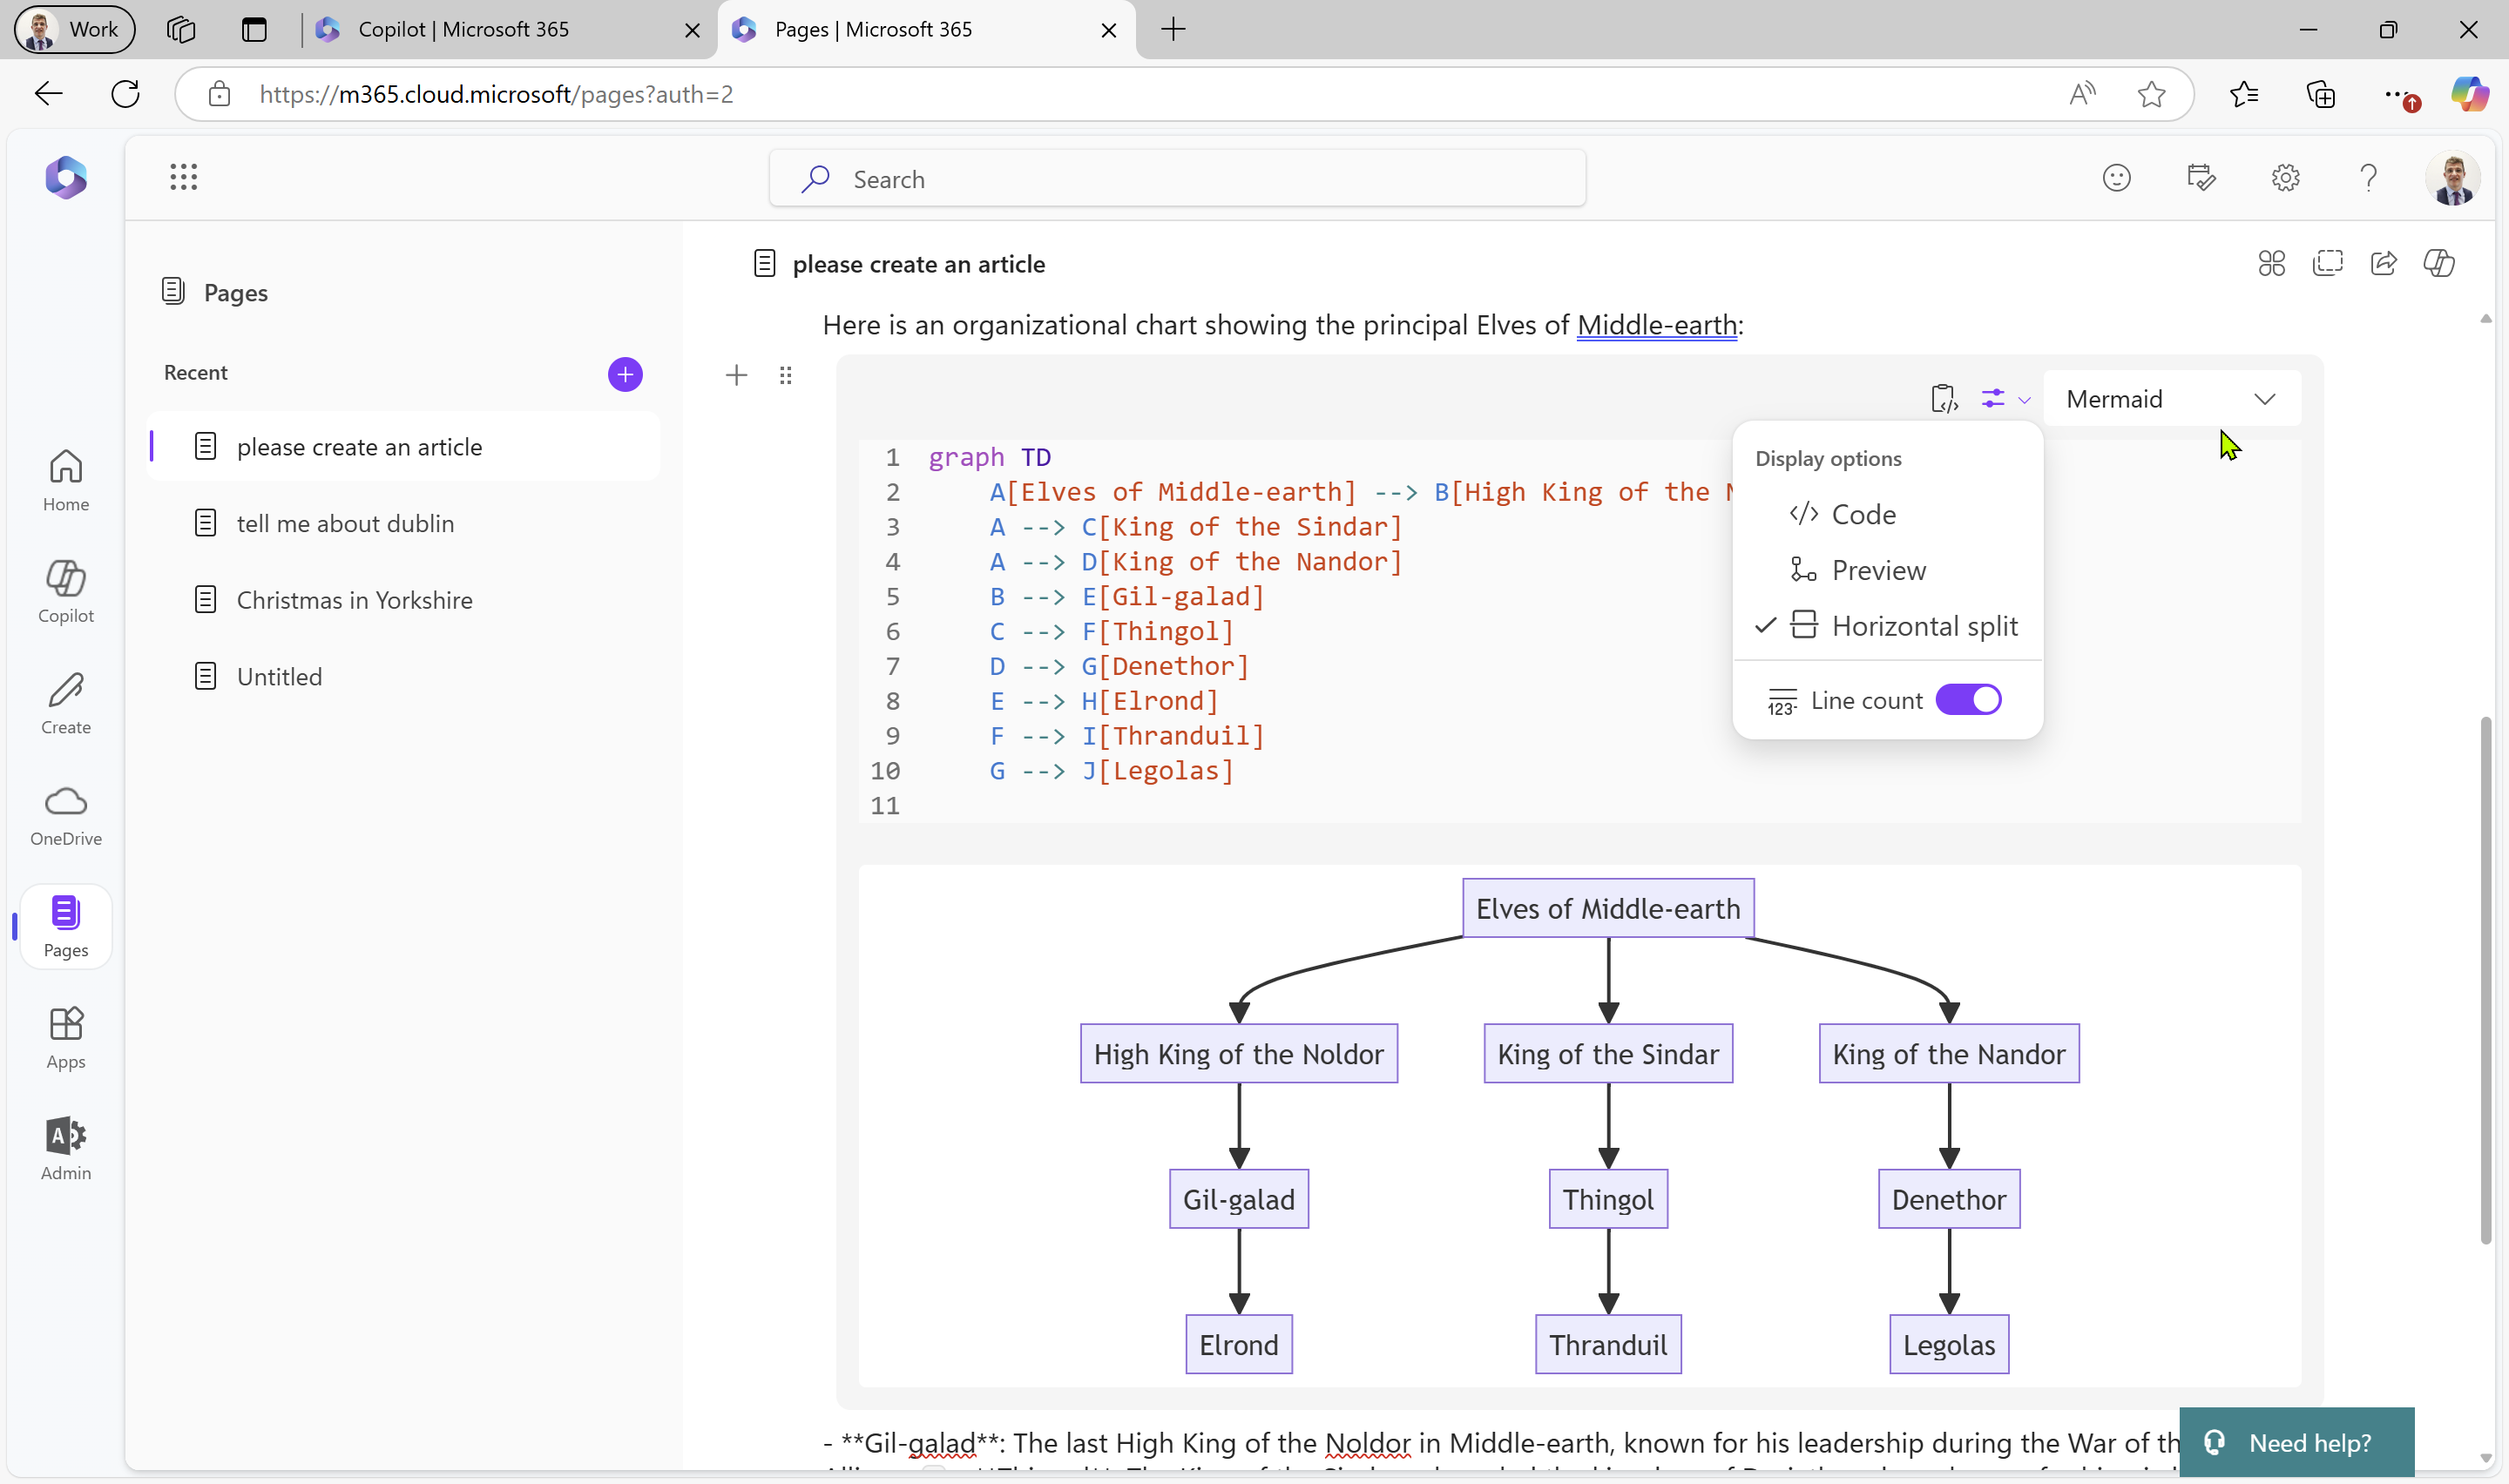 Work
Copilot | Microsoft 365
Pages | Microsoft 365
https://m365.cloud.microsoft/pages?auth=2
Search
Home
Copilot
Create
OneDrive
Pages
Apps
Admin
Pages
Recent
please create an article
tell me about dublin
Christmas in Yorkshire
Untitled
please create an article
Here is an organizational chart showing the principal Elves of Middle-earth:
Mermaid
1 graph TD
2 A[Elves of Middle-earth] --> B[High King of the
3 A --> C[King of the Sindar]
4 A --> D[King of the Nandor]
5 B --> E[Gil-galad]
6 C --> F[Thingol]
7 D --> G[Denethor]
8 E --> H[Elrond]
9 F --> I[Thranduil]
10 G --> J[Legolas]
11
Display options
Code
Preview
Horizontal split
123 Line count
Elves of Middle-earth
High King of the Noldor King of the Sindar King of the Nandor
Gil-galad Thingol Denethor
Elrond Thranduil Legolas
- **Gil-galad**: The last High King of the Noldor in Middle-earth, known for his leadership during the War of
Need help?